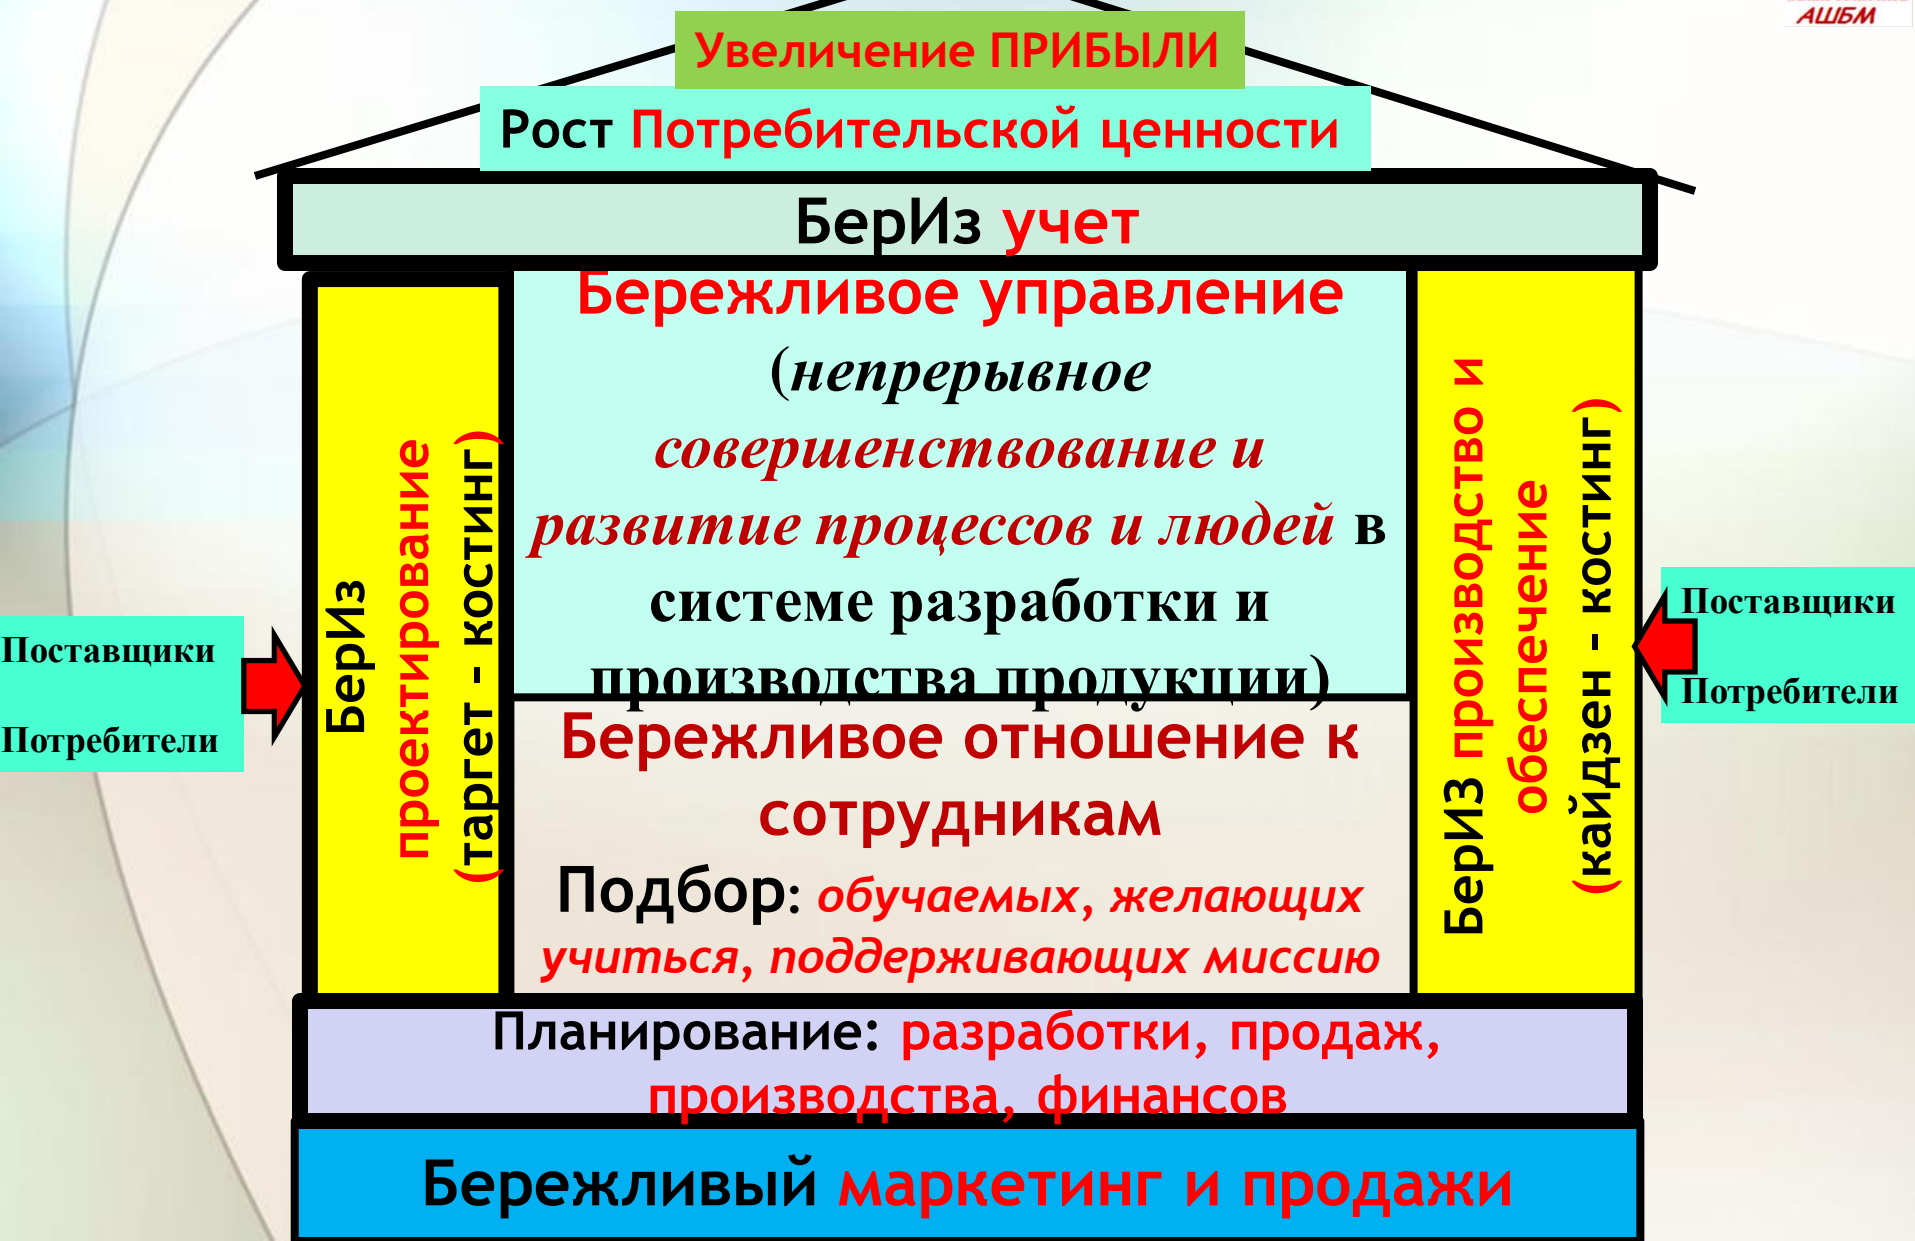 АШБМ
Увеличение ПРИБЫЛИ
Рост Потребительской ценности
БерИз учет
Бережливое управление
(непрерывное
совершенствование и
развитие процессов и людей в
системе разработки и
производства продукции)
БерИз
проектирование
(таргет - костинг)
БерИЗ производство и
обеспечение
(кайдзен - костинг)
Поставщики
Потребители
Поставщики
Потребители
Бережливое отношение к
сотрудникам
Подбор: обучаемых, желающих
учиться, поддерживающих миссию
Планирование: разработки, продаж,
производства, финансов
Бережливый маркетинг и продажи